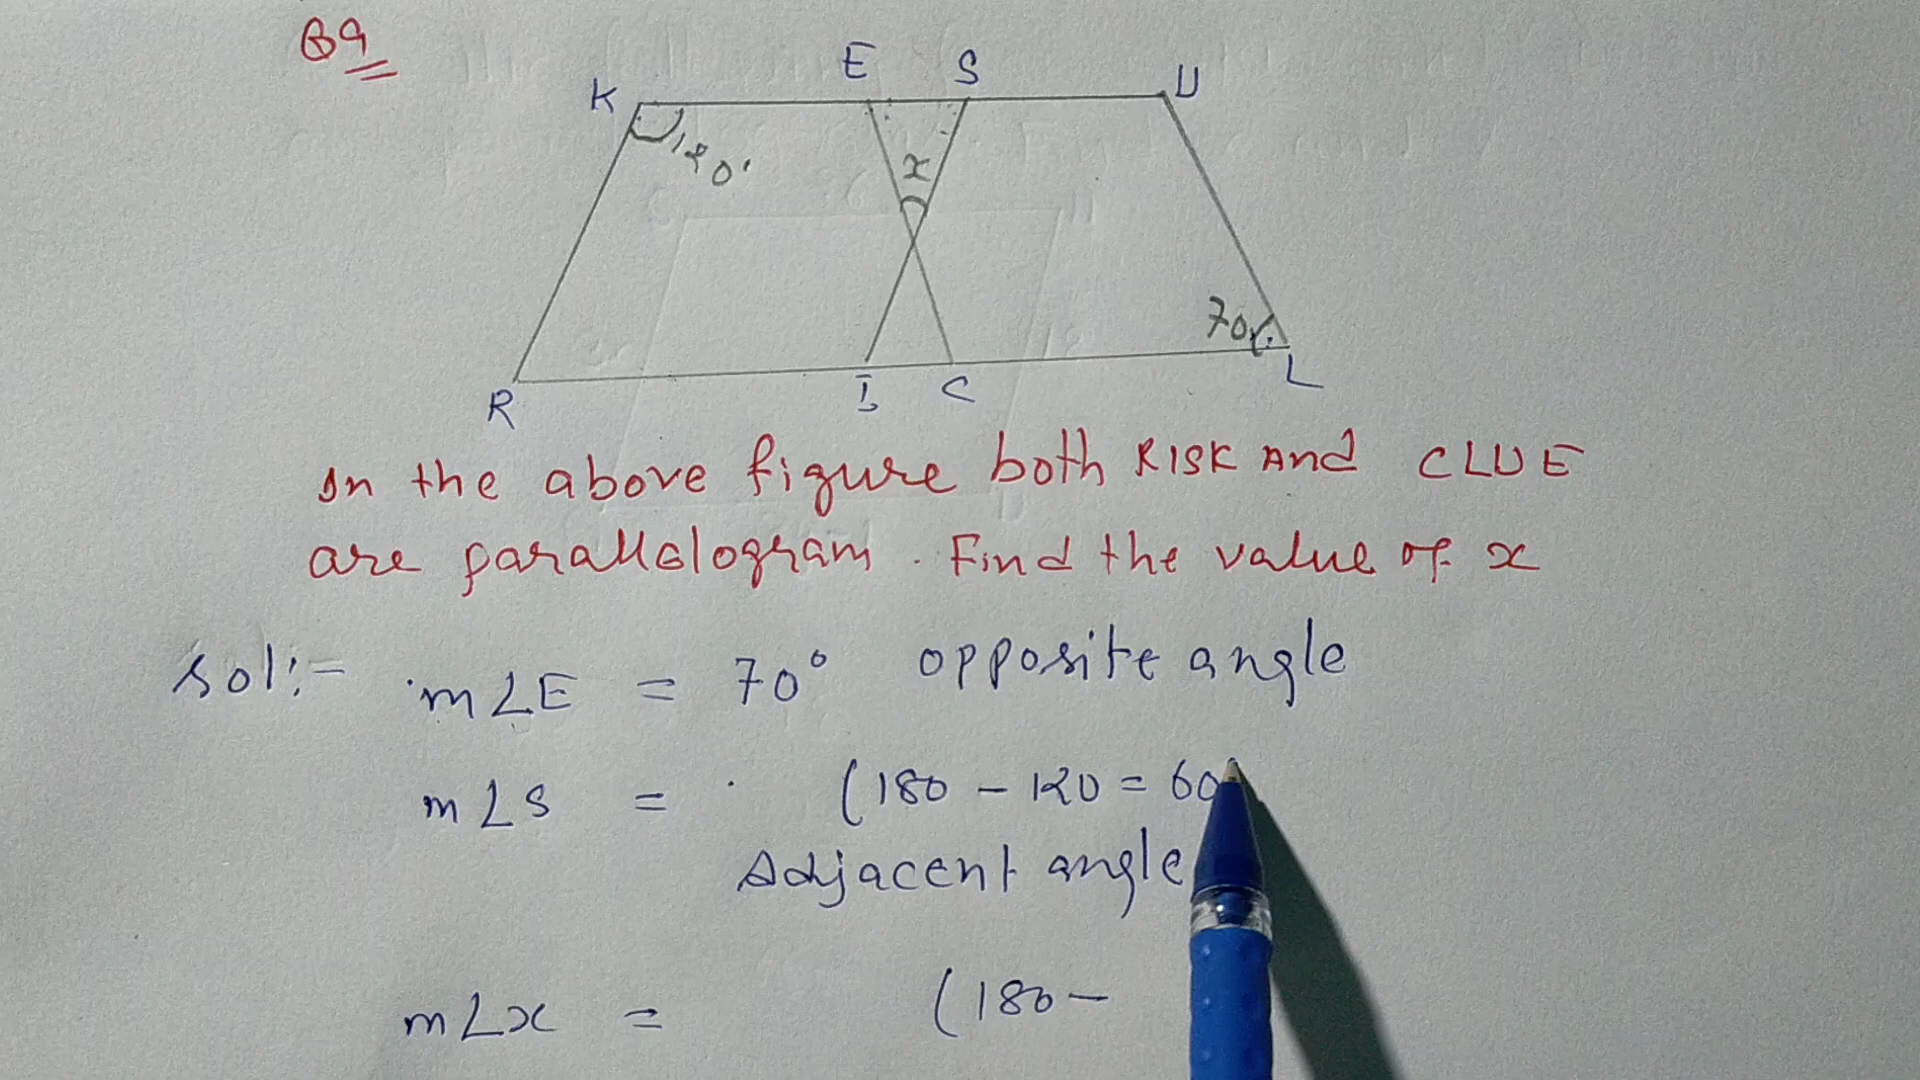 Q9
E S
K U
120°
x
70°
R I C L
In the above figure both RISK And CLUE
are parallelogram. Find the value of x
Sol:- m∠E = 70° opposite angle
m∠S = (180 - 120 = 60°
Adjacent angle
m∠x = (180 -